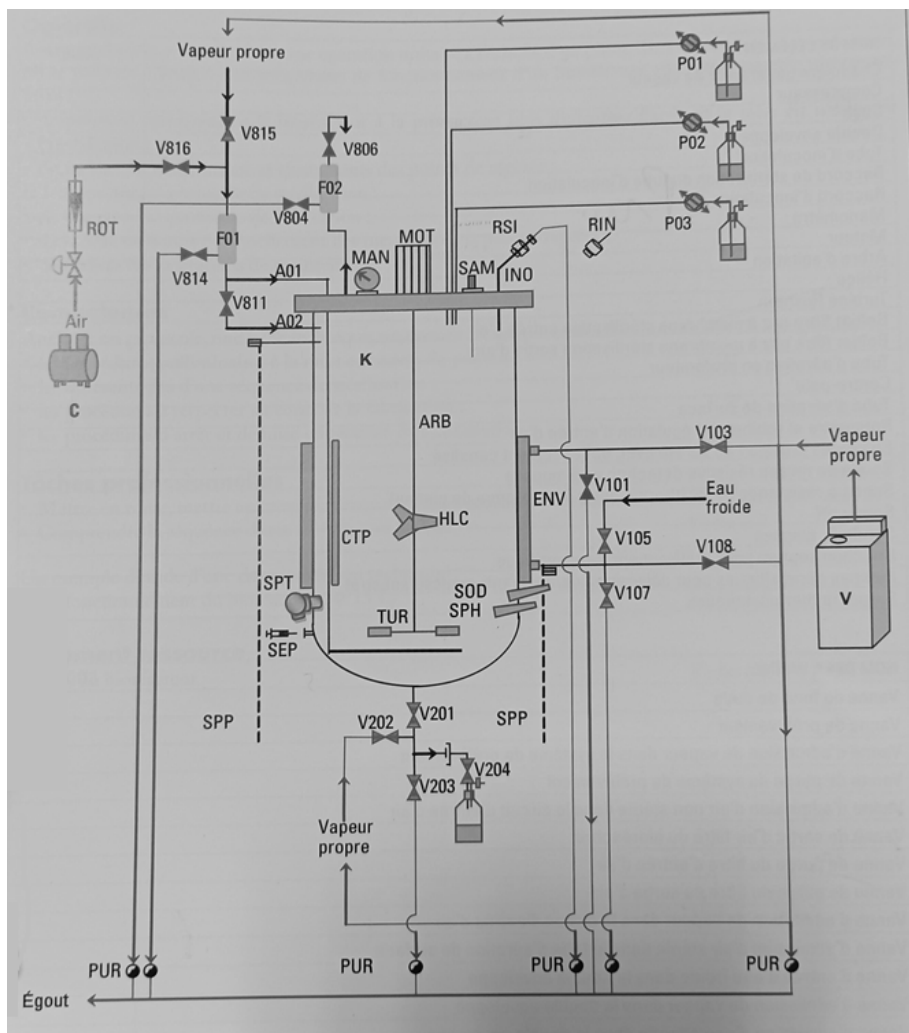 Vapeur propre
P01
V815
V816
V806
P02
F02
ROT
V804
P03
F01
MOT
RSI
RIN
V814
MAN
SAM
INO
A01
V811
Air
A02
K
C
ARB
V103
Vapeur
propre
V101
Eau
froide
ENV
HLC
CTP
V105
V108
SPT
SOD
V107
V
SPH
TUR
SEP
SPP
SPP
V201
V202
V204
V203
Vapeur
propre
PUR
PUR
PUR
PUR
Égout